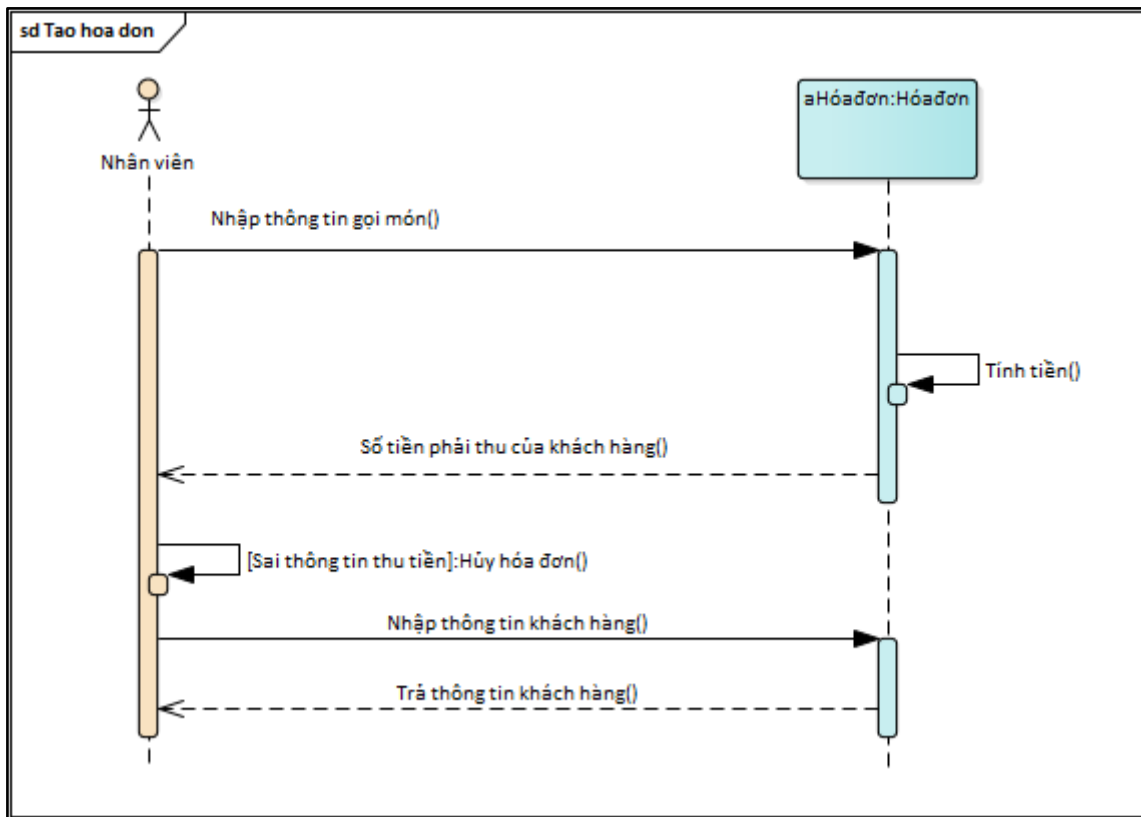 sd Tao hoa don
Nhân viên
aHóađơn:Hóađơn
Nhập thông tin gọi món()
Tính tiền()
Số tiền phải thu của khách hàng()
[Sai thông tin thu tiền]:Hủy hóa đơn()
Nhập thông tin khách hàng()
Trả thông tin khách hàng()